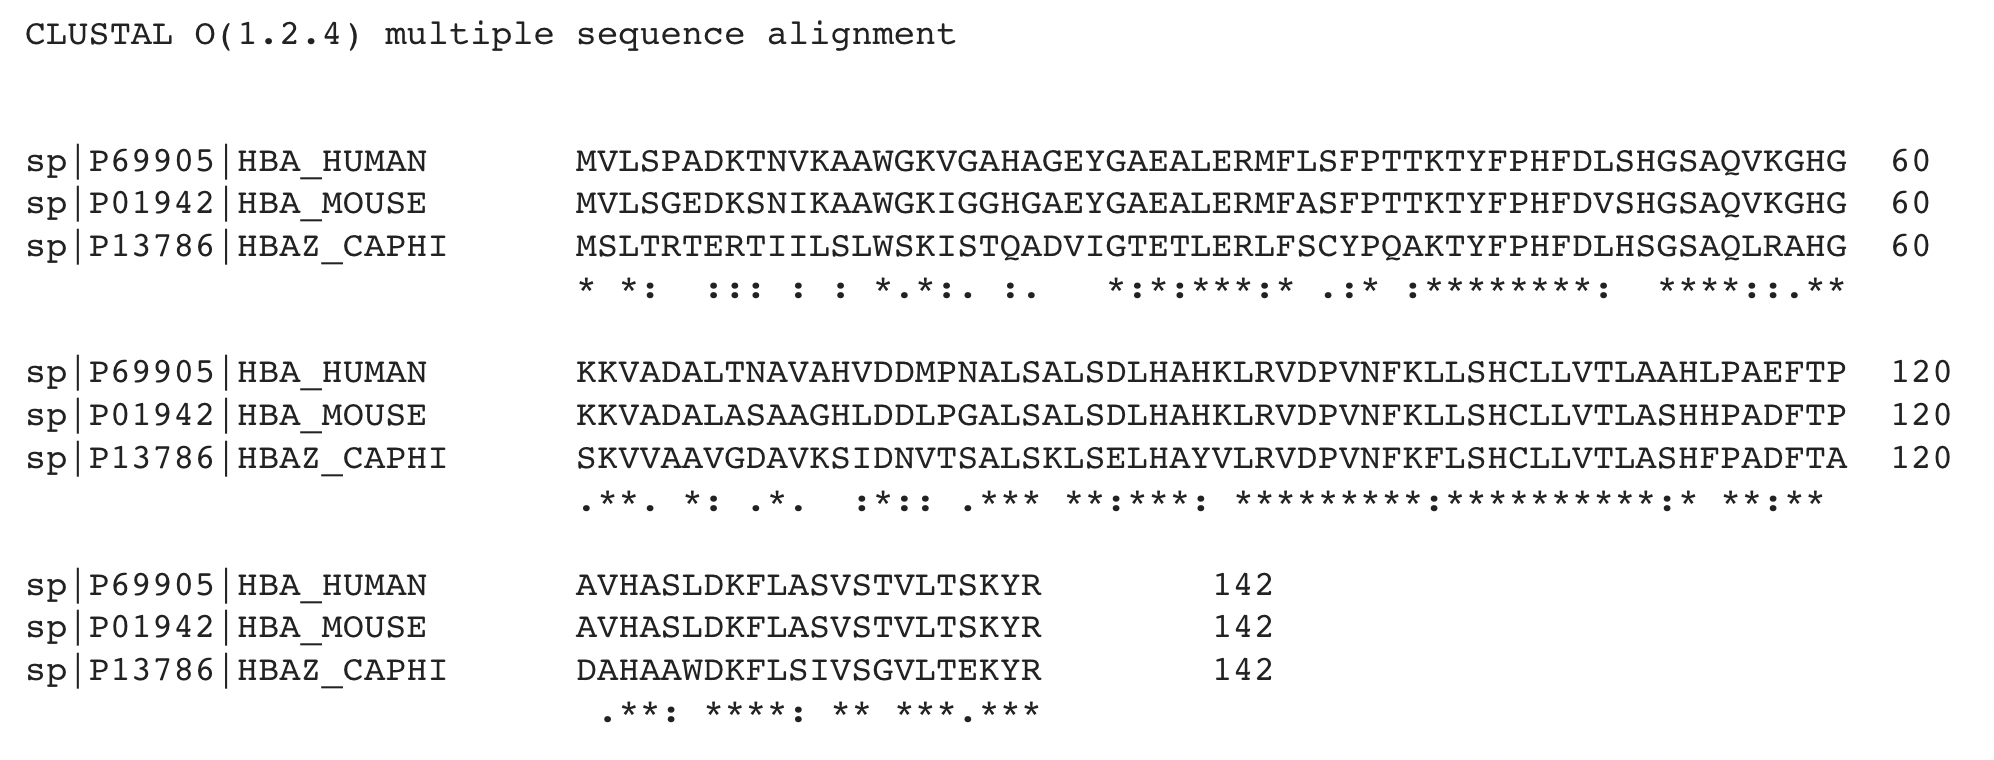 CLUSTAL O(1.2.4) multiple sequence alignment
sp|P69905|HBA_HUMAN      MVLSPADKTNVKAAWGKVGAHAGEYGAEALERMFLSFPTTKTYFPHFDLSHGSAQVKGHG  60
sp|P01942|HBA_MOUSE      MVLSGEDKSNIKAAWGKIGGHGAEYGAEALERMFASFPTTKTYFPHFDVSHGSAQVKGHG  60
sp|P13786|HBAZ_CAPHI     MSLTRTERTIILSLWSKISTQADVIGTETLERLFSCYPQAKTYFPHFDLHSGSAQLRAHG  60
                         * *:  ::: : : *.*:. :.   *:*:***:* .:* :********:  ****::.**
sp|P69905|HBA_HUMAN      KKVADALTNAVAHVDDMPNALSALSDLHAHKLRVDPVNFKLLSHCLLVTLAAHLPAEFTP  120
sp|P01942|HBA_MOUSE      KKVADALASAAGHLDDLPGALSALSDLHAHKLRVDPVNFKLLSHCLLVTLASHHPADFTP  120
sp|P13786|HBAZ_CAPHI     SKVVAAVGDAVKSIDNVTSALSKLSELHAYVLRVDPVNFKFLSHCLLVTLASHFPADFTA  120
                         .**. *: .*.  :*:: .*** **:***: *********:**********:* **:**
sp|P69905|HBA_HUMAN      AVHASLDKFLASVSTVLTSKYR        142
sp|P01942|HBA_MOUSE      AVHASLDKFLASVSTVLTSKYR        142
sp|P13786|HBAZ_CAPHI     DAHAAWDKFLSIVSGVLTEKYR        142
                          .**: ****: ** ***.***